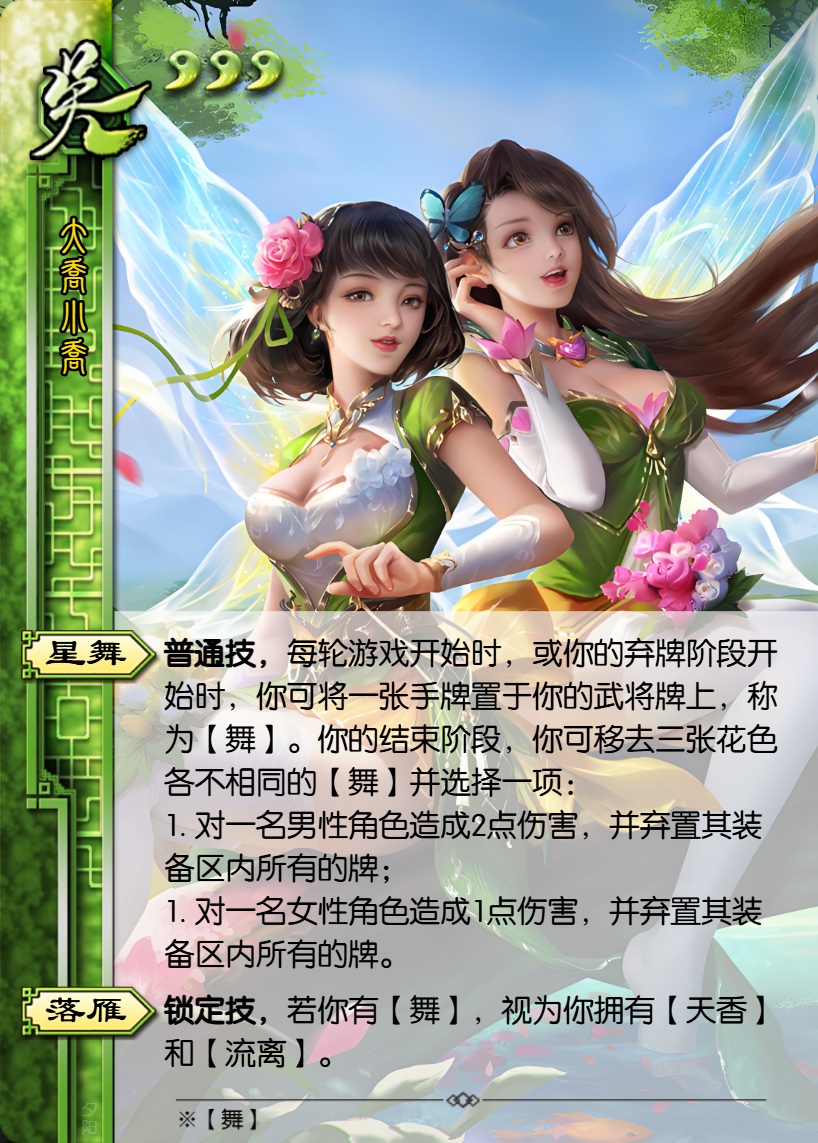 吴
999
大喬小喬
星舞
普通技，每轮游戏开始时，或你的弃牌阶段开
始时，你可将一张手牌置于你的武将牌上，称
为【舞】。你的结束阶段，你可移去三张花色
各不相同的【舞】并选择一项：
1. 对一名男性角色造成2点伤害，并弃置其装
备区内所有的牌；
1. 对一名女性角色造成1点伤害，并弃置其装
备区内所有的牌。
落雁
锁定技，若你有【舞】，视为你拥有【天香】
和【流离】。
※【舞】
夕阳